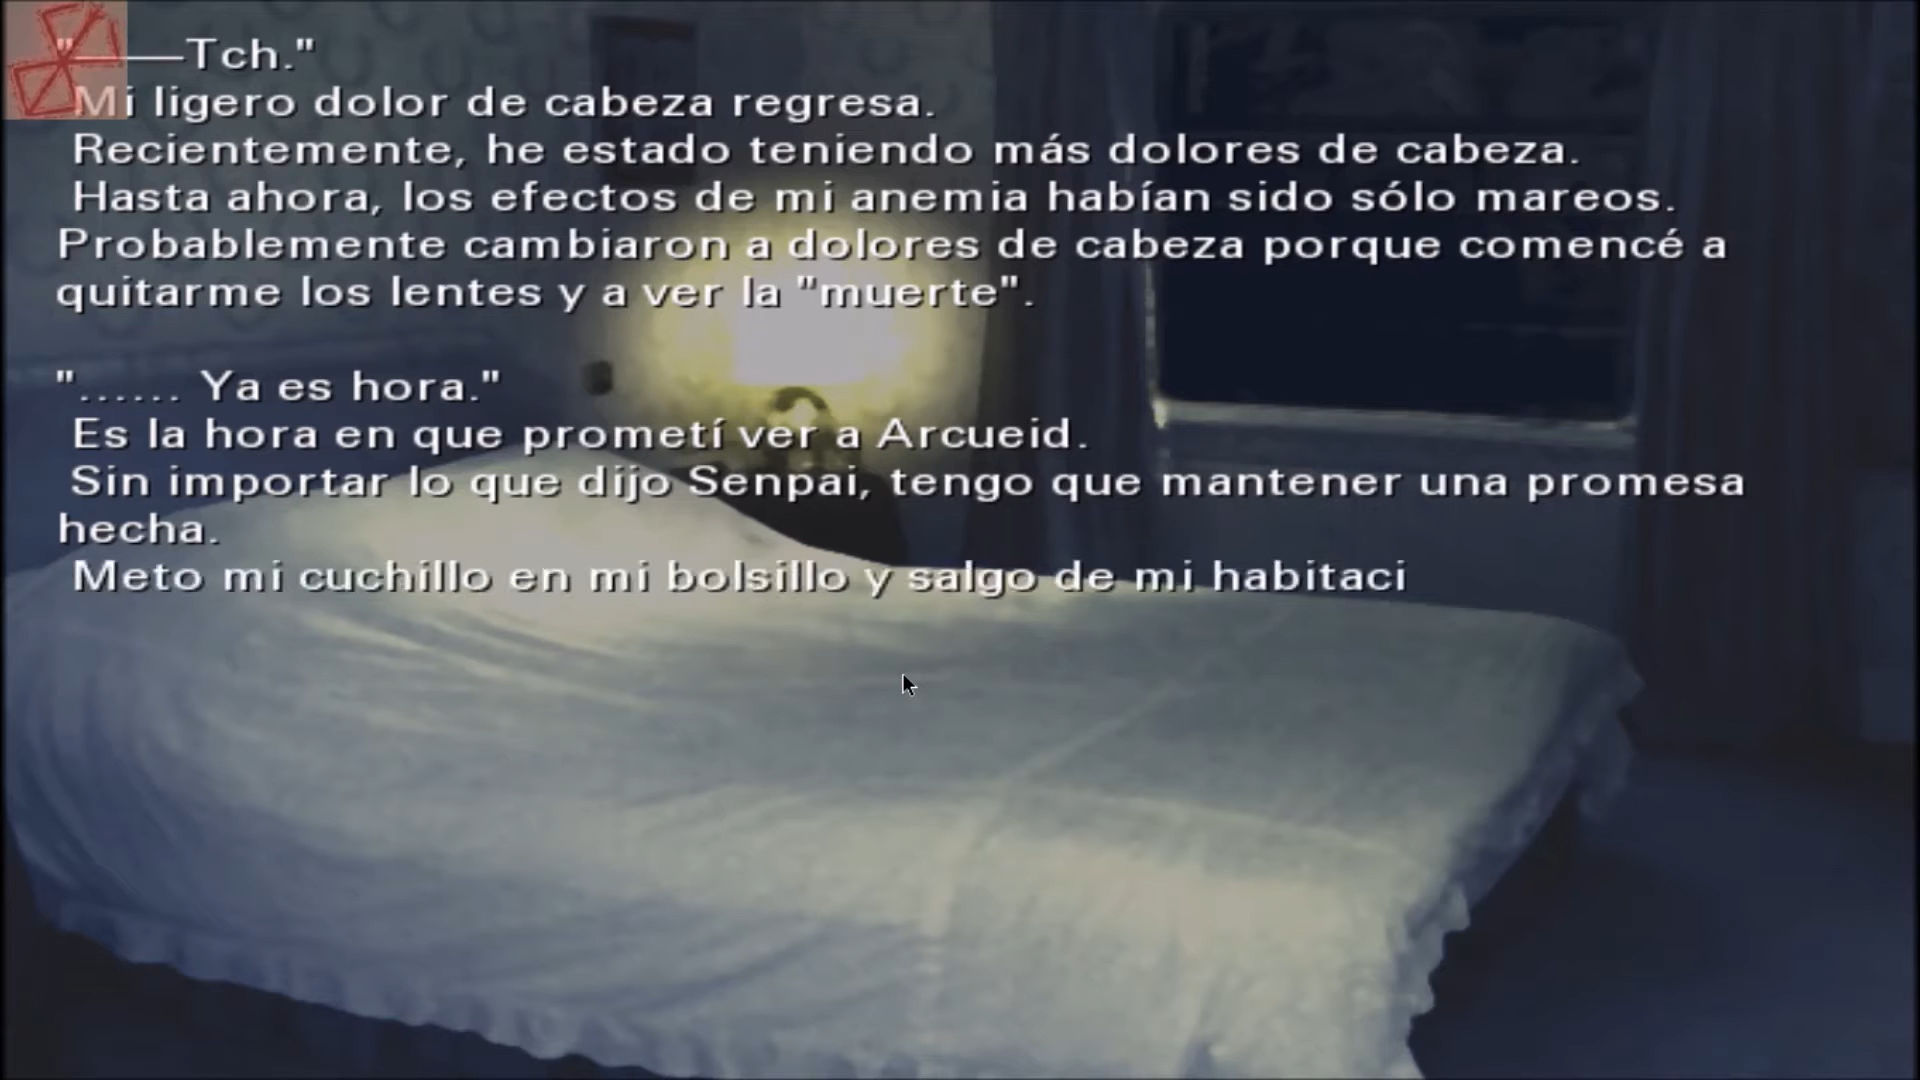 "——Tch."
Mi ligero dolor de cabeza regresa.
Recientemente, he estado teniendo más dolores de cabeza.
Hasta ahora, los efectos de mi anemia habían sido sólo mareos.
Probablemente cambiaron a dolores de cabeza porque comencé a
quitarme los lentes y a ver la "muerte".
"...... Ya es hora."
Es la hora en que prometí ver a Arcueid.
Sin importar lo que dijo Senpai, tengo que mantener una promesa
hecha.
Meto mi cuchillo en mi bolsillo y salgo de mi habitaci